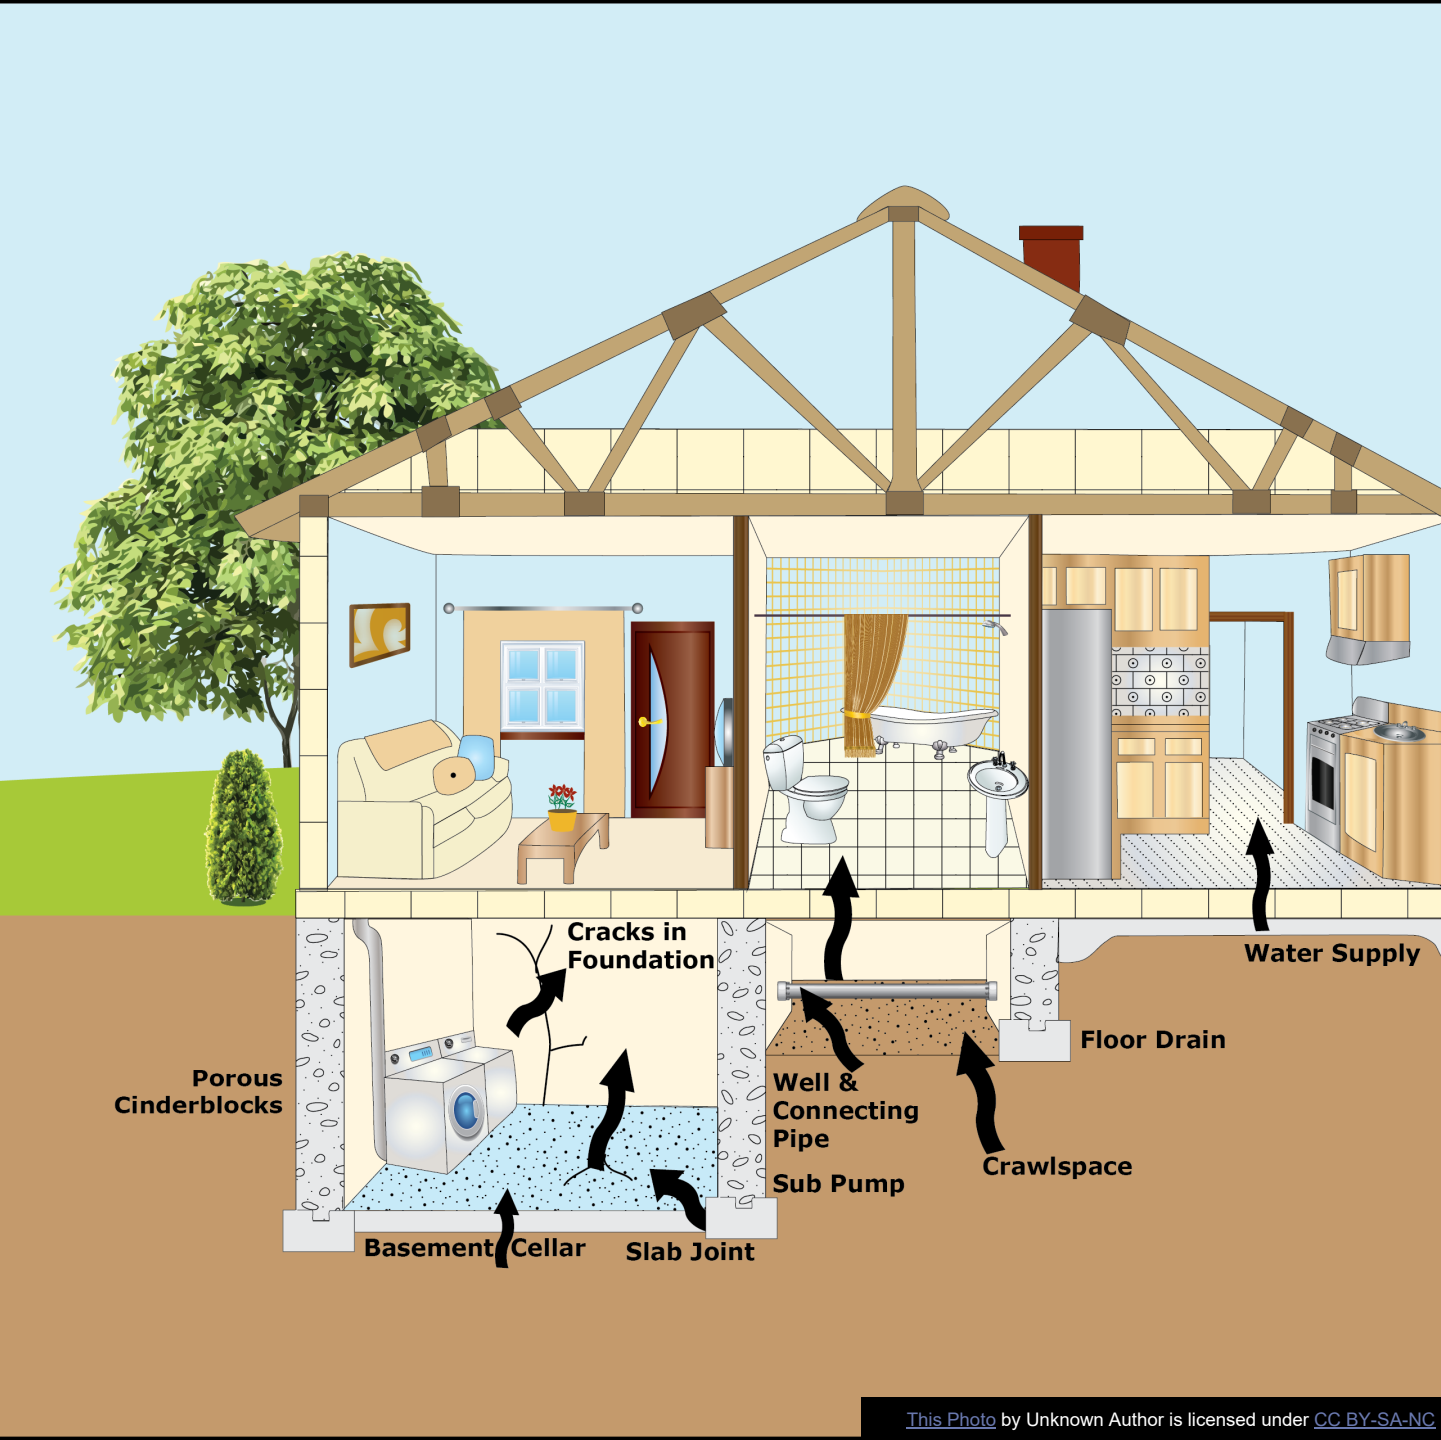 Cracks in
Foundation
Water Supply
Floor Drain
Porous
Cinderblocks
Well &
Connecting
Pipe
Crawlspace
Sub Pump
Basement Cellar
Slab Joint
This Photo by Unknown Author is licensed under CC BY-SA-NC